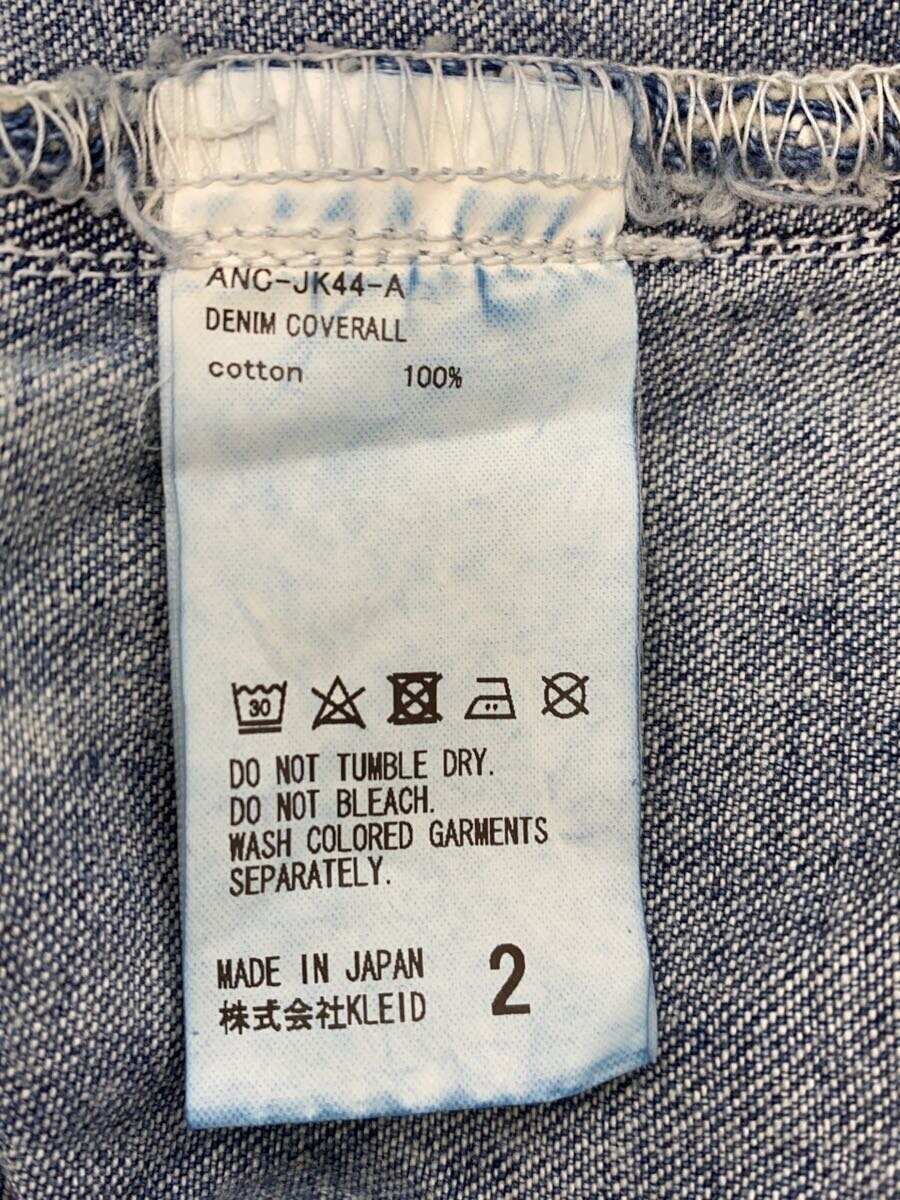 ANC-JK44-A
DENIM COVERALL
cotton 100%
30
DO NOT TUMBLE DRY.
DO NOT BLEACH.
WASH COLORED GARMENTS
SEPARATELY.
MADE IN JAPAN 2
株式会社KLEID